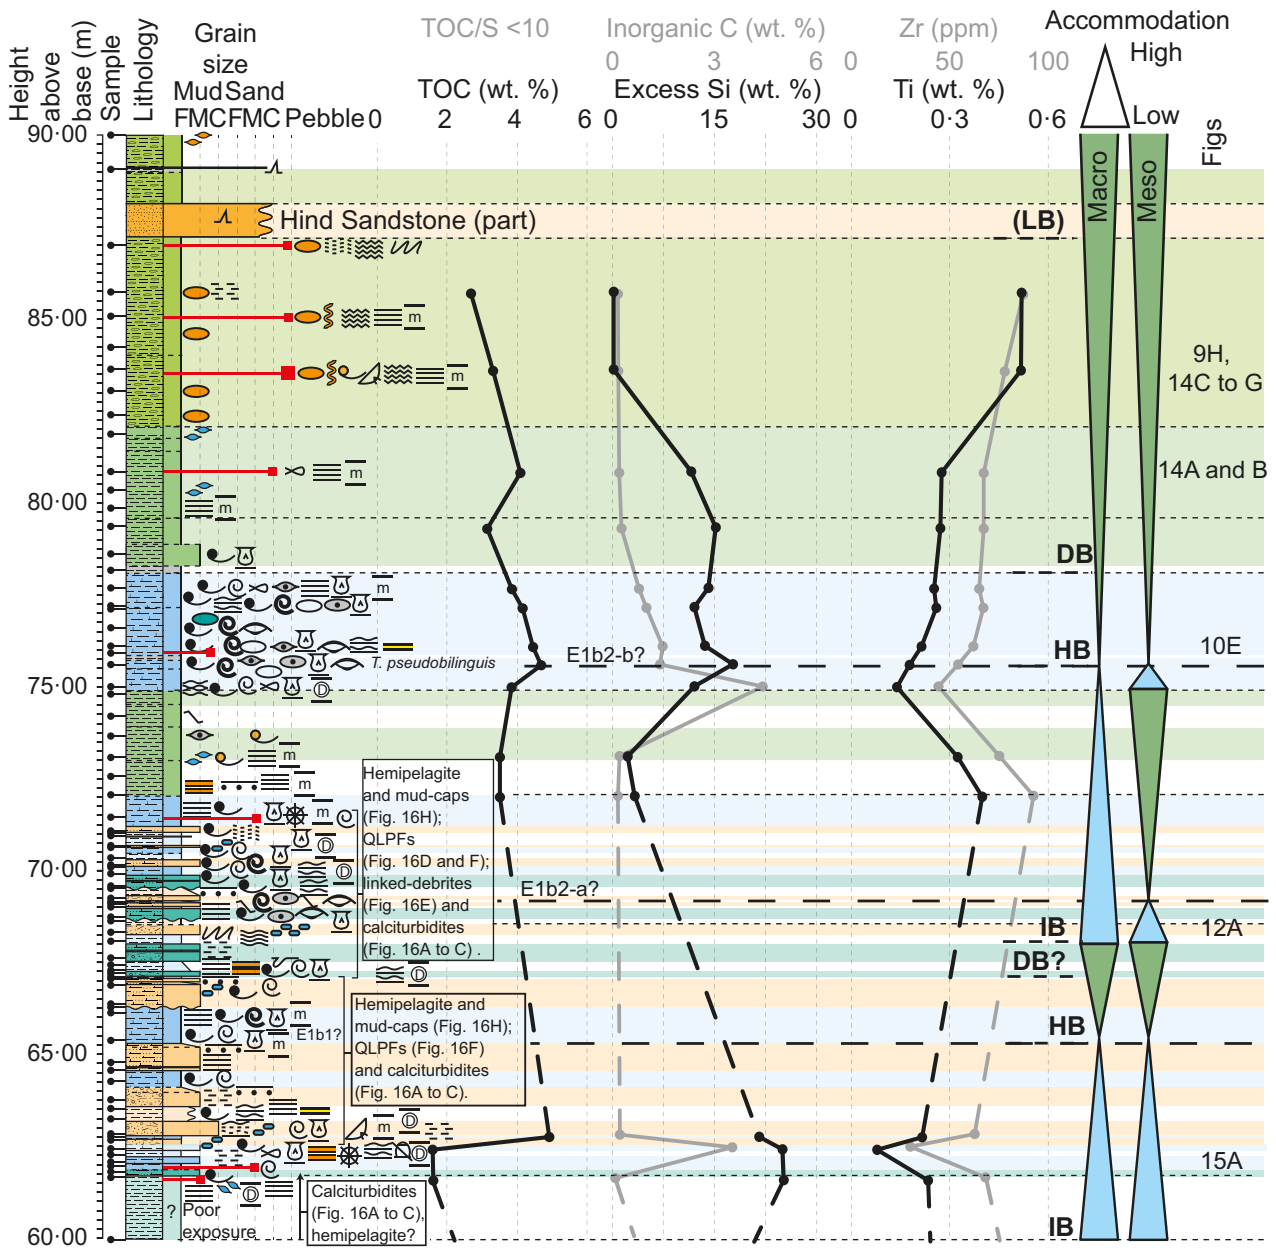 Height
above
base (m)
Sample
Lithology
Grain
size
Mud Sand
FMC FMC Pebble
TOC/S <10
TOC (wt. %)
0 2 4 6
Inorganic C (wt. %)
0 3 6
Excess Si (wt. %)
0 15 30
Zr (ppm)
0 50 100
Ti (wt. %)
0 0·3 0·6
Accommodation
High
Low
Figs
Macro
Meso
90·00
Hind Sandstone (part)
(LB)
m
85·00
m
9H,
14C to G
m
m
14A and B
80·00
m
DB
m
E1b2-b?
HB
10E
T. pseudobilinguis
75·00
D
m
m
Hemipelagite
and mud-caps
(Fig. 16H);
QLPFs
(Fig. 16D and F);
linked-debrites
(Fig. 16E) and
calciturbidites
(Fig. 16A to C) .
m
D
70·00
D
E1b2-a?
IB
12A
DB?
D
Hemipelagite and
mud-caps (Fig. 16H);
QLPFs (Fig. 16F)
and calciturbidites
(Fig. 16A to C).
m
E1b1?
m
HB
65·00
m
D
D
15A
D
Calciturbidites
(Fig. 16A to C),
hemipelagite?
? Poor
exposure
60·00
IB